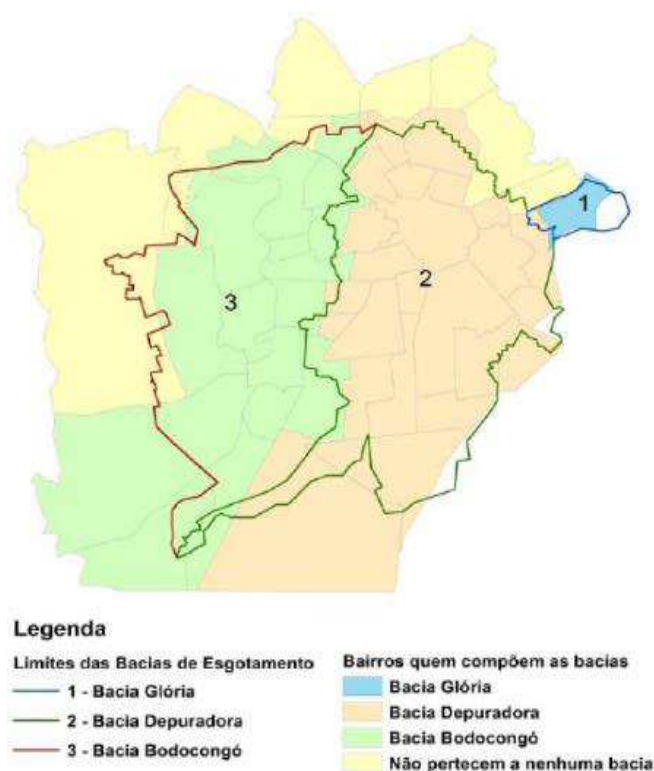 1
2
3
Legenda
Limites das Bacias de Esgotamento
1 - Bacia Glória
2 - Bacia Depuradora
3 - Bacia Bodocongó
Bairros quem compõem as bacias
Bacia Glória
Bacia Depuradora
Bacia Bodocongó
Não pertecem a nenhuma bacia